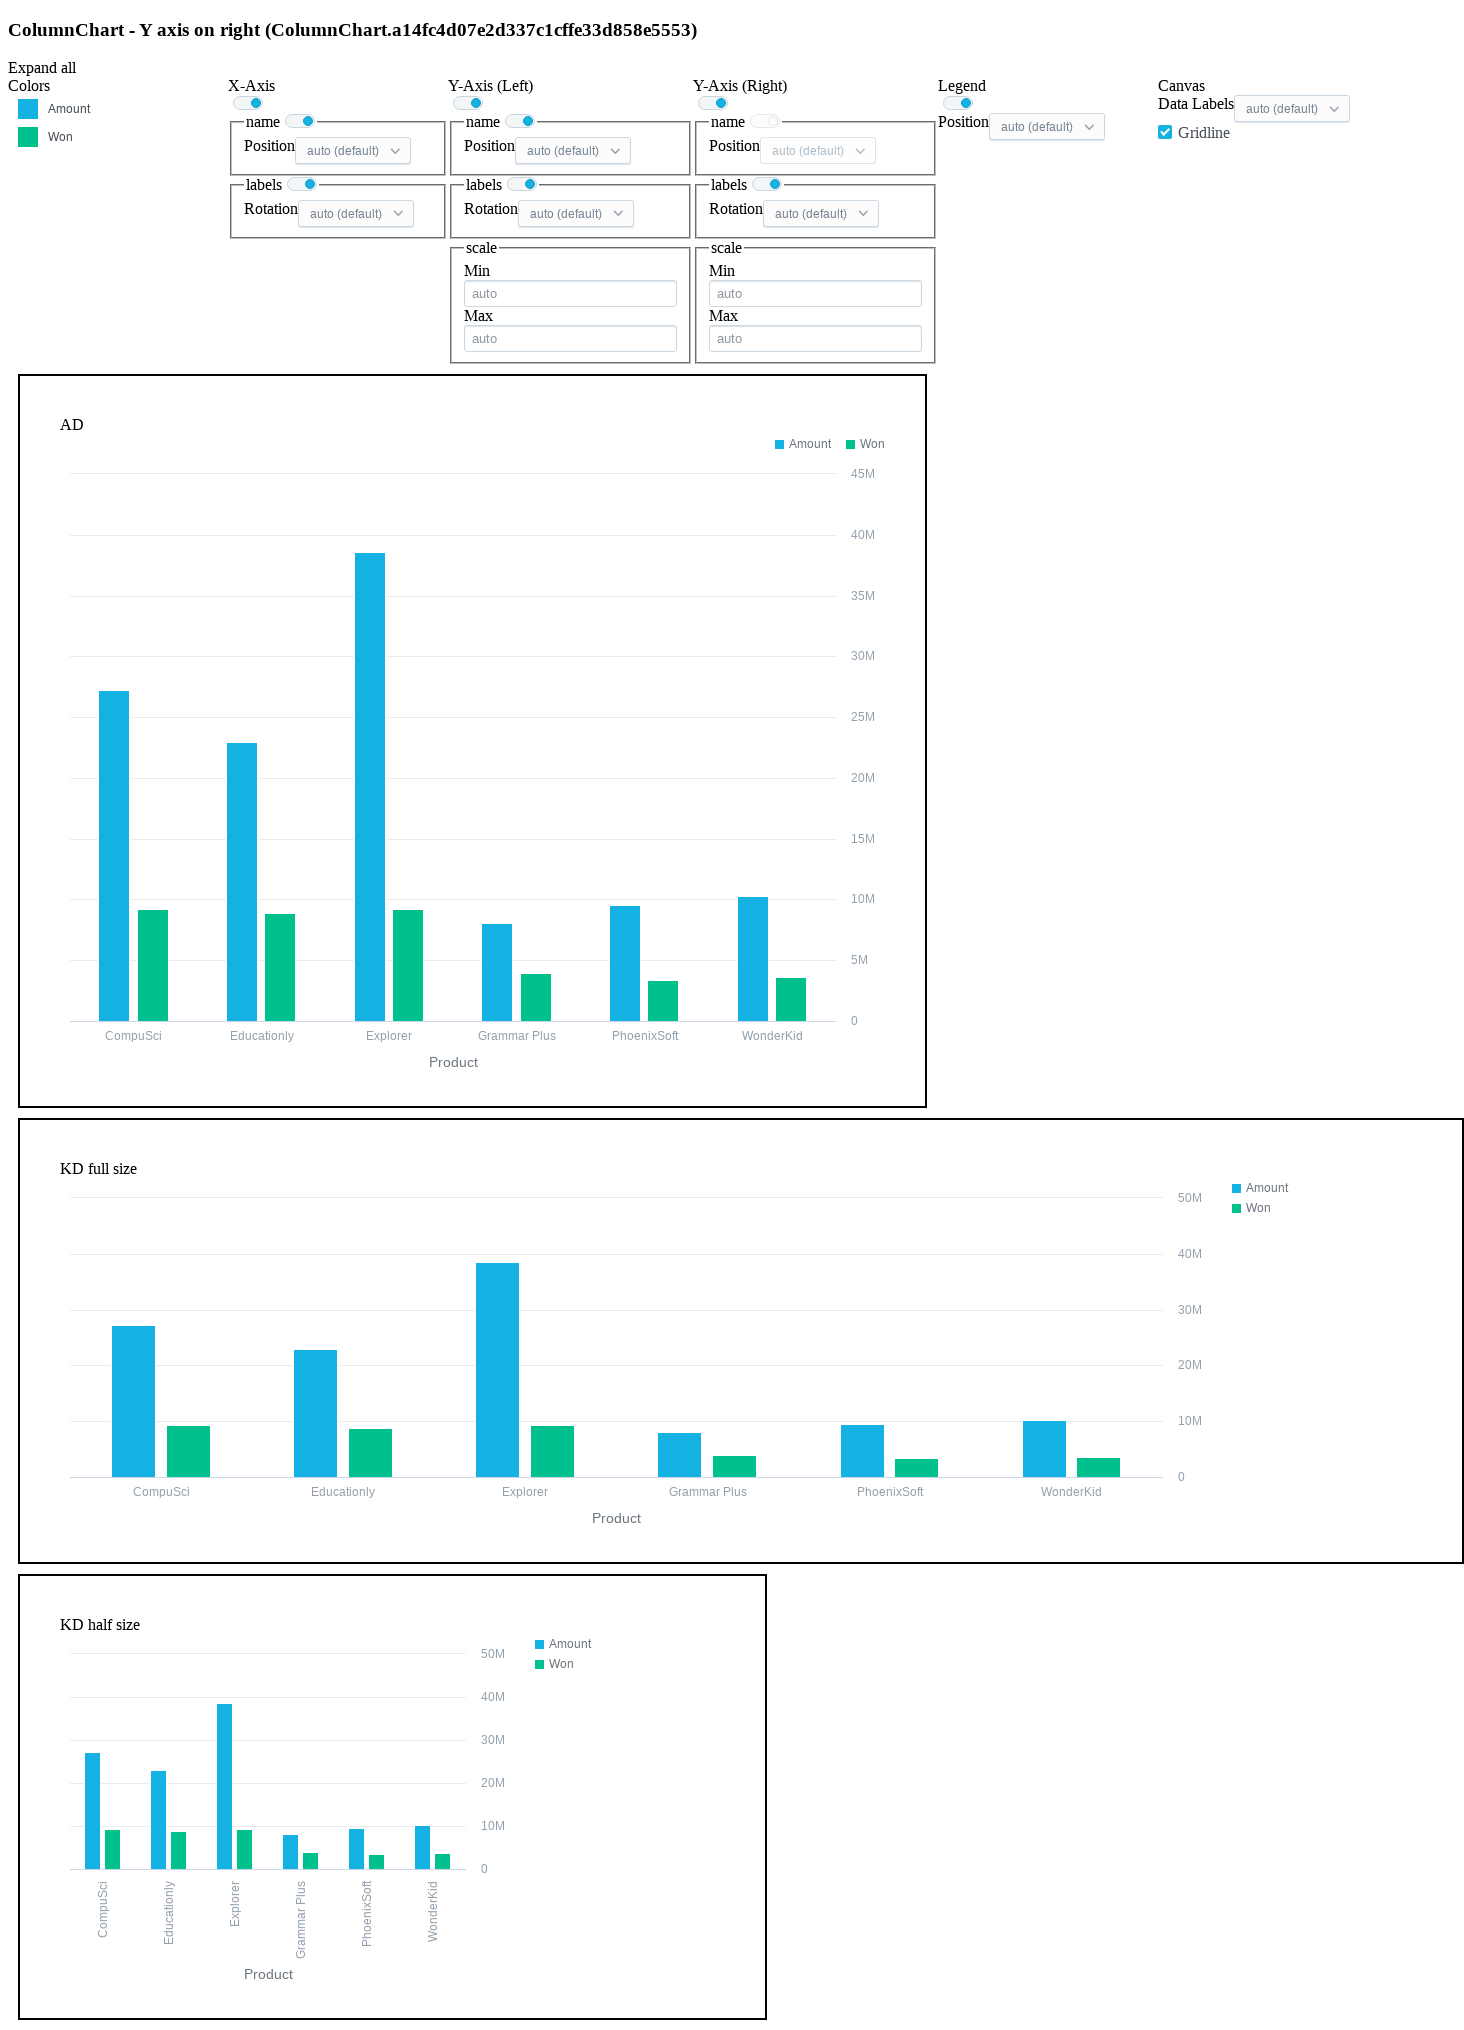 ColumnChart - Y axis on right (ColumnChart.a14fc4d07e2d337c1cffe33d858e5553)
Expand all
Colors
Amount
Won
X-Axis
name
Position auto (default)
labels
Rotation auto (default)
Y-Axis (Left)
name
Position auto (default)
labels
Rotation auto (default)
scale
Min
auto
Max
auto
Y-Axis (Right)
name
Position auto (default)
labels
Rotation auto (default)
scale
Min
auto
Max
auto
Legend
Position auto (default)
Canvas
Data Labels auto (default)
Gridline
AD
Amount Won
45M
40M
35M
30M
25M
20M
15M
10M
5M
0
CompuSci Educationly Explorer Grammar Plus PhoenixSoft WonderKid
Product
KD full size
Amount
Won
50M
40M
30M
20M
10M
0
CompuSci Educationly Explorer Grammar Plus PhoenixSoft WonderKid
Product
KD half size
Amount
Won
50M
40M
30M
20M
10M
0
CompuSci
Educationly
Explorer
Grammar Plus
PhoenixSoft
WonderKid
Product